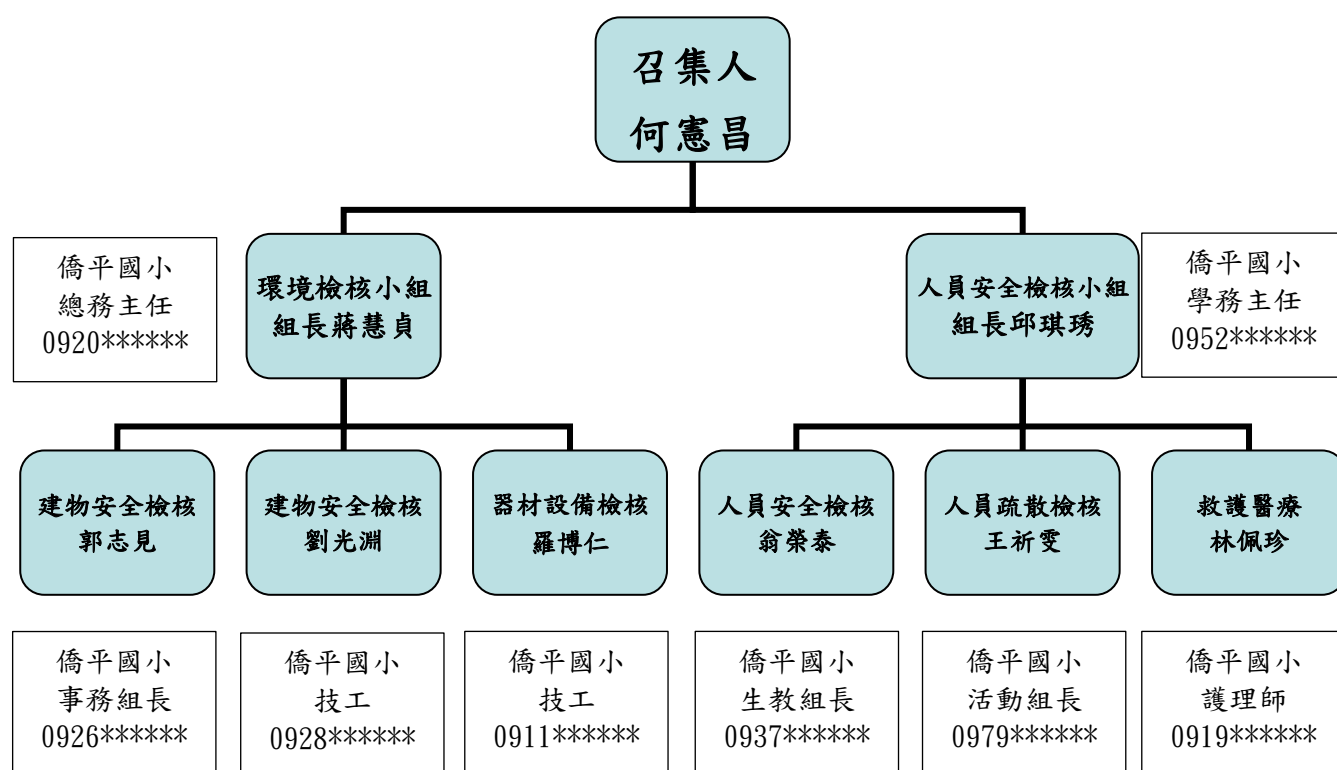 召集人
何憲昌
僑平國小
總務主任
0920******
環境檢核小組
組長蔣慧貞
人員安全檢核小組
組長邱琪琇
僑平國小
學務主任
0952******
建物安全檢核
郭志見
建物安全檢核
劉光淵
器材設備檢核
羅博仁
人員安全檢核
翁榮泰
人員疏散檢核
王祈雯
救護醫療
林佩珍
僑平國小
事務組長
0926******
僑平國小
技工
0928******
僑平國小
技工
0911******
僑平國小
生教組長
0937******
僑平國小
活動組長
0979******
僑平國小
護理師
0919******